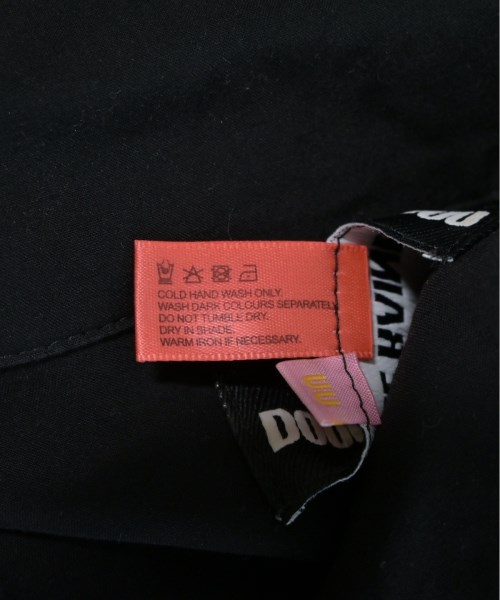 COLD HAND WASH ONLY.
WASH DARK COLOURS SEPARATELY.
DO NOT TUMBLE DRY.
DRY IN SHADE.
WARM IRON IF NECESSARY.